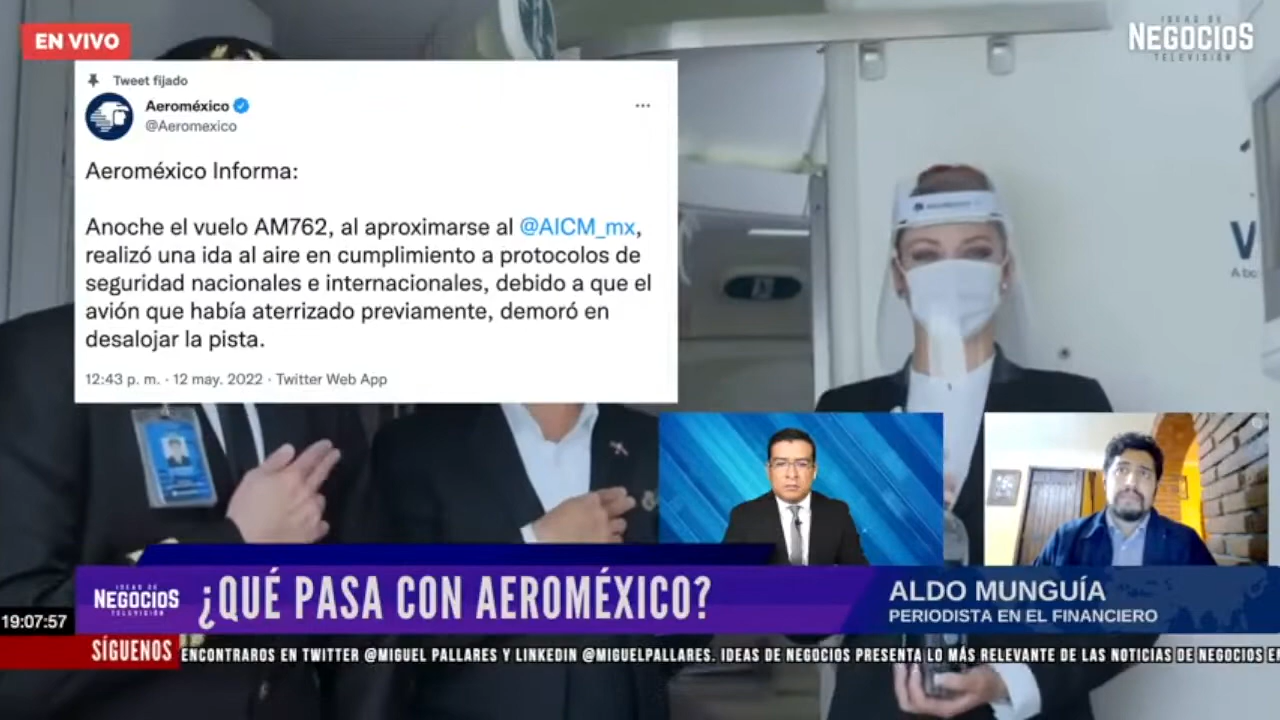 EN VIVO
IDEAS DE
NEGOCIOS
TELEVISIÓN
Tweet fijado
Aeroméxico
@Aeromexico
Aeroméxico Informa:
Anoche el vuelo AM762, al aproximarse al @AICM_mx,
realizó una ida al aire en cumplimiento a protocolos de
seguridad nacionales e internacionales, debido a que el
avión que había aterrizado previamente, demoró en
desalojar la pista.
12:43 p. m. · 12 may. 2022 · Twitter Web App
V
A bo
IDEAS DE
NEGOCIOS
TELEVISIÓN
¿QUÉ PASA CON AEROMÉXICO?
ALDO MUNGUÍA
PERIODISTA EN EL FINANCIERO
19:07:57
SÍGUENOS
ENCONTRAROS EN TWITTER @MIGUEL PALLARES Y LINKEDIN @MIGUELPALLARES. IDEAS DE NEGOCIOS PRESENTA LO MÁS RELEVANTE DE LAS NOTICIAS DE NEGOCIOS E